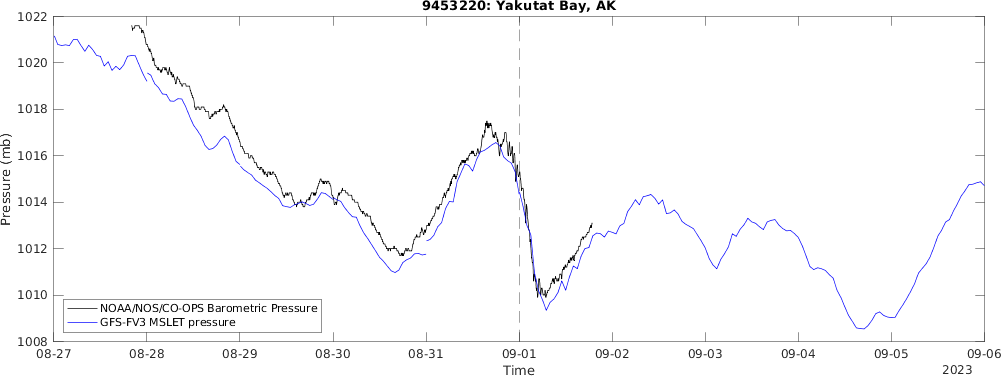 9453220: Yakutat Bay, AK
Pressure (mb)
1022
1020
1018
1016
1014
1012
1010
1008
NOAA/NOS/CO-OPS Barometric Pressure
GFS-FV3 MSLET pressure
08-27 08-28 08-29 08-30 08-31 09-01 09-02 09-03 09-04 09-05 09-06
Time
2023